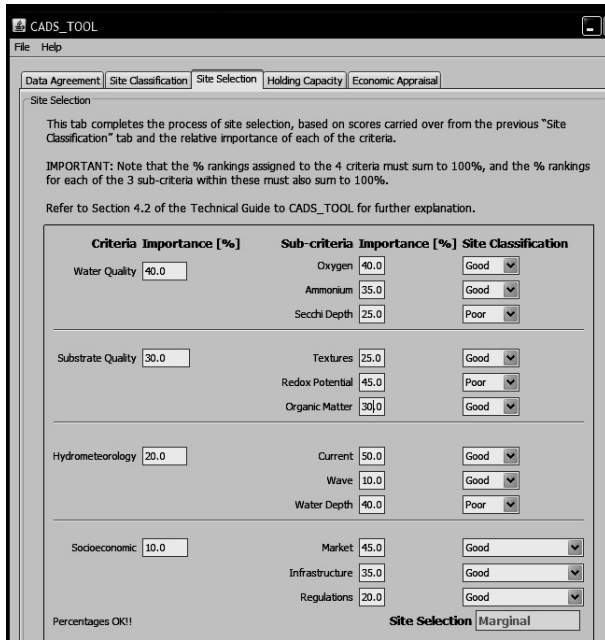 CADS_TOOL
File Help
Data Agreement Site Classification Site Selection Holding Capacity Economic Appraisal
Site Selection
This tab completes the process of site selection, based on scores carried over from the previous "Site
Classification" tab and the relative importance of each of the criteria.
IMPORTANT: Note that the % rankings assigned to the 4 criteria must sum to 100%, and the % rankings
for each of the 3 sub-criteria within these must also sum to 100%.
Refer to Section 4.2 of the Technical Guide to CADS_TOOL for further explanation.
Criteria Importance [%] Sub-criteria Importance [%] Site Classification
Water Quality 40.0 Oxygen 40.0 Good
Ammonium 35.0 Good
Secchi Depth 25.0 Poor
Substrate Quality 30.0 Textures 25.0 Good
Redox Potential 45.0 Poor
Organic Matter 30.0 Good
Hydrometeorology 20.0 Current 50.0 Good
Wave 10.0 Good
Water Depth 40.0 Poor
Socioeconomic 10.0 Market 45.0 Good
Infrastructure 35.0 Good
Regulations 20.0 Good
Percentages OK!! Site Selection Marginal